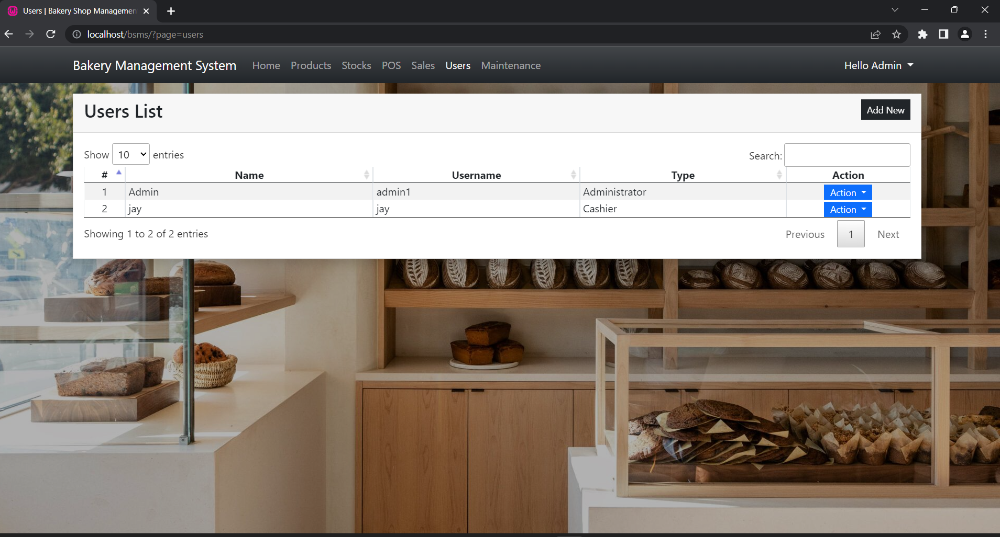 Users | Bakery Shop Managemen
localhost/bsms/?page=users
Bakery Management System Home Products Stocks POS Sales Users Maintenance Hello Admin
Users List Add New
Show 10 entries Search:
# Name Username Type Action
1 Admin admin1 Administrator Action
2 jay jay Cashier Action
Showing 1 to 2 of 2 entries Previous 1 Next